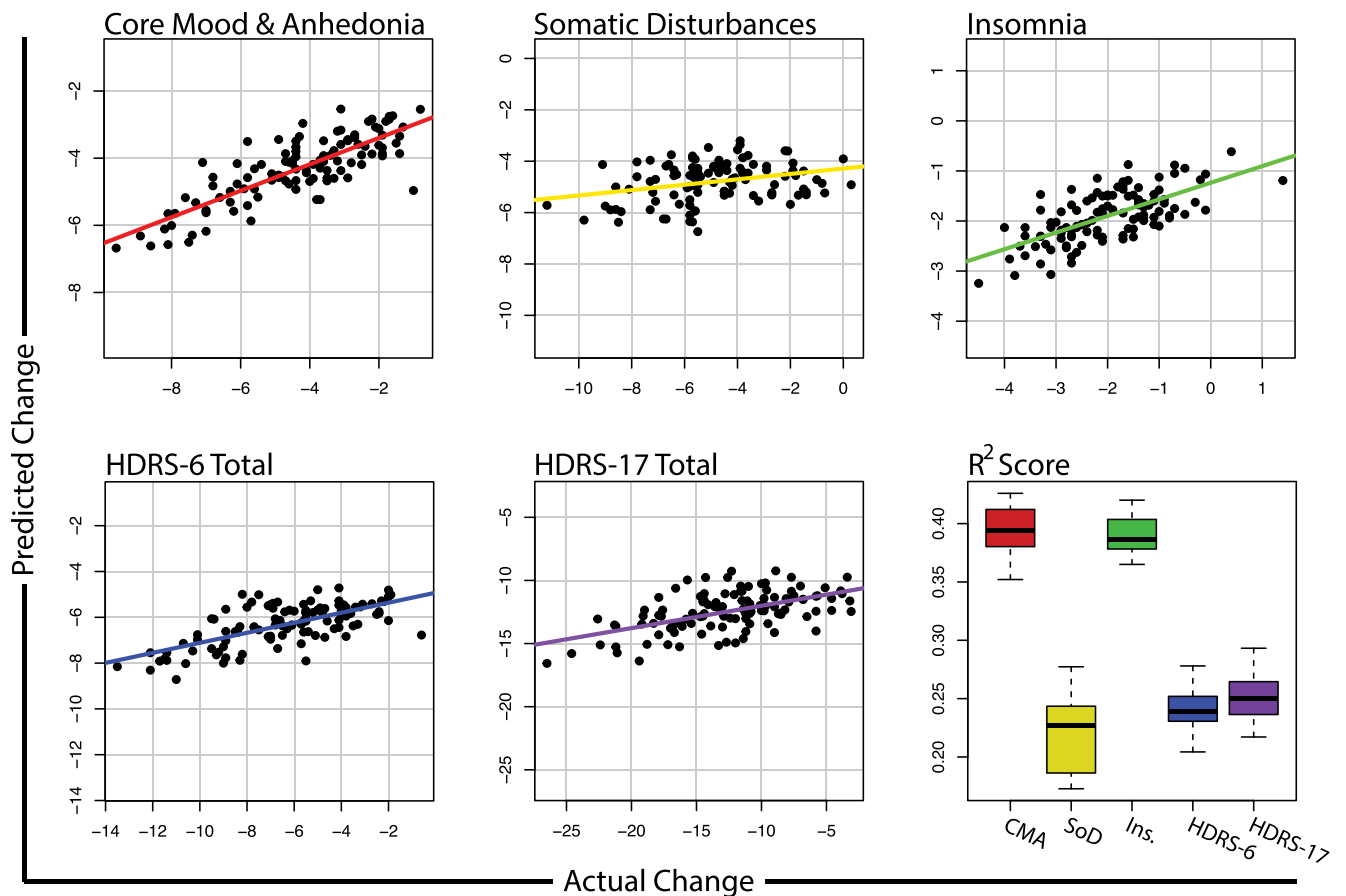 Core Mood & Anhedonia
−2
−4
−6
−8
−8 −6 −4 −2
Somatic Disturbances
0
−2
−4
−6
−8
−10
−10 −8 −6 −4 −2 0
Insomnia
1
0
−1
−2
−3
−4
−4 −3 −2 −1 0 1
HDRS-6 Total
−2
−4
−6
−8
−10
−12
−14
−14 −12 −10 −8 −6 −4 −2
HDRS-17 Total
−5
−10
−15
−20
−25
−25 −20 −15 −10 −5
R² Score
0.40
0.35
0.30
0.25
0.20
CMA SoD Ins. HDRS-6 HDRS-17
Predicted Change
Actual Change